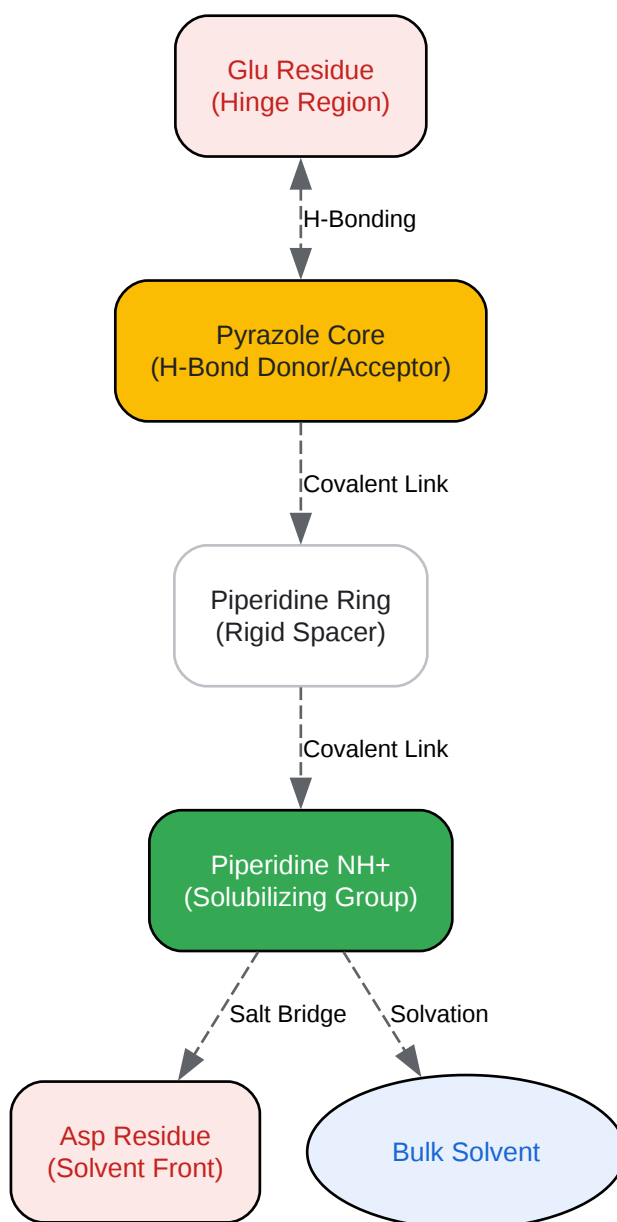 Glu Residue
(Hinge Region)
H-Bonding
Pyrazole Core
(H-Bond Donor/Acceptor)
Covalent Link
Piperidine Ring
(Rigid Spacer)
Covalent Link
Piperidine NH+
(Solubilizing Group)
Salt Bridge
Solvation
Asp Residue
(Solvent Front)
Bulk Solvent